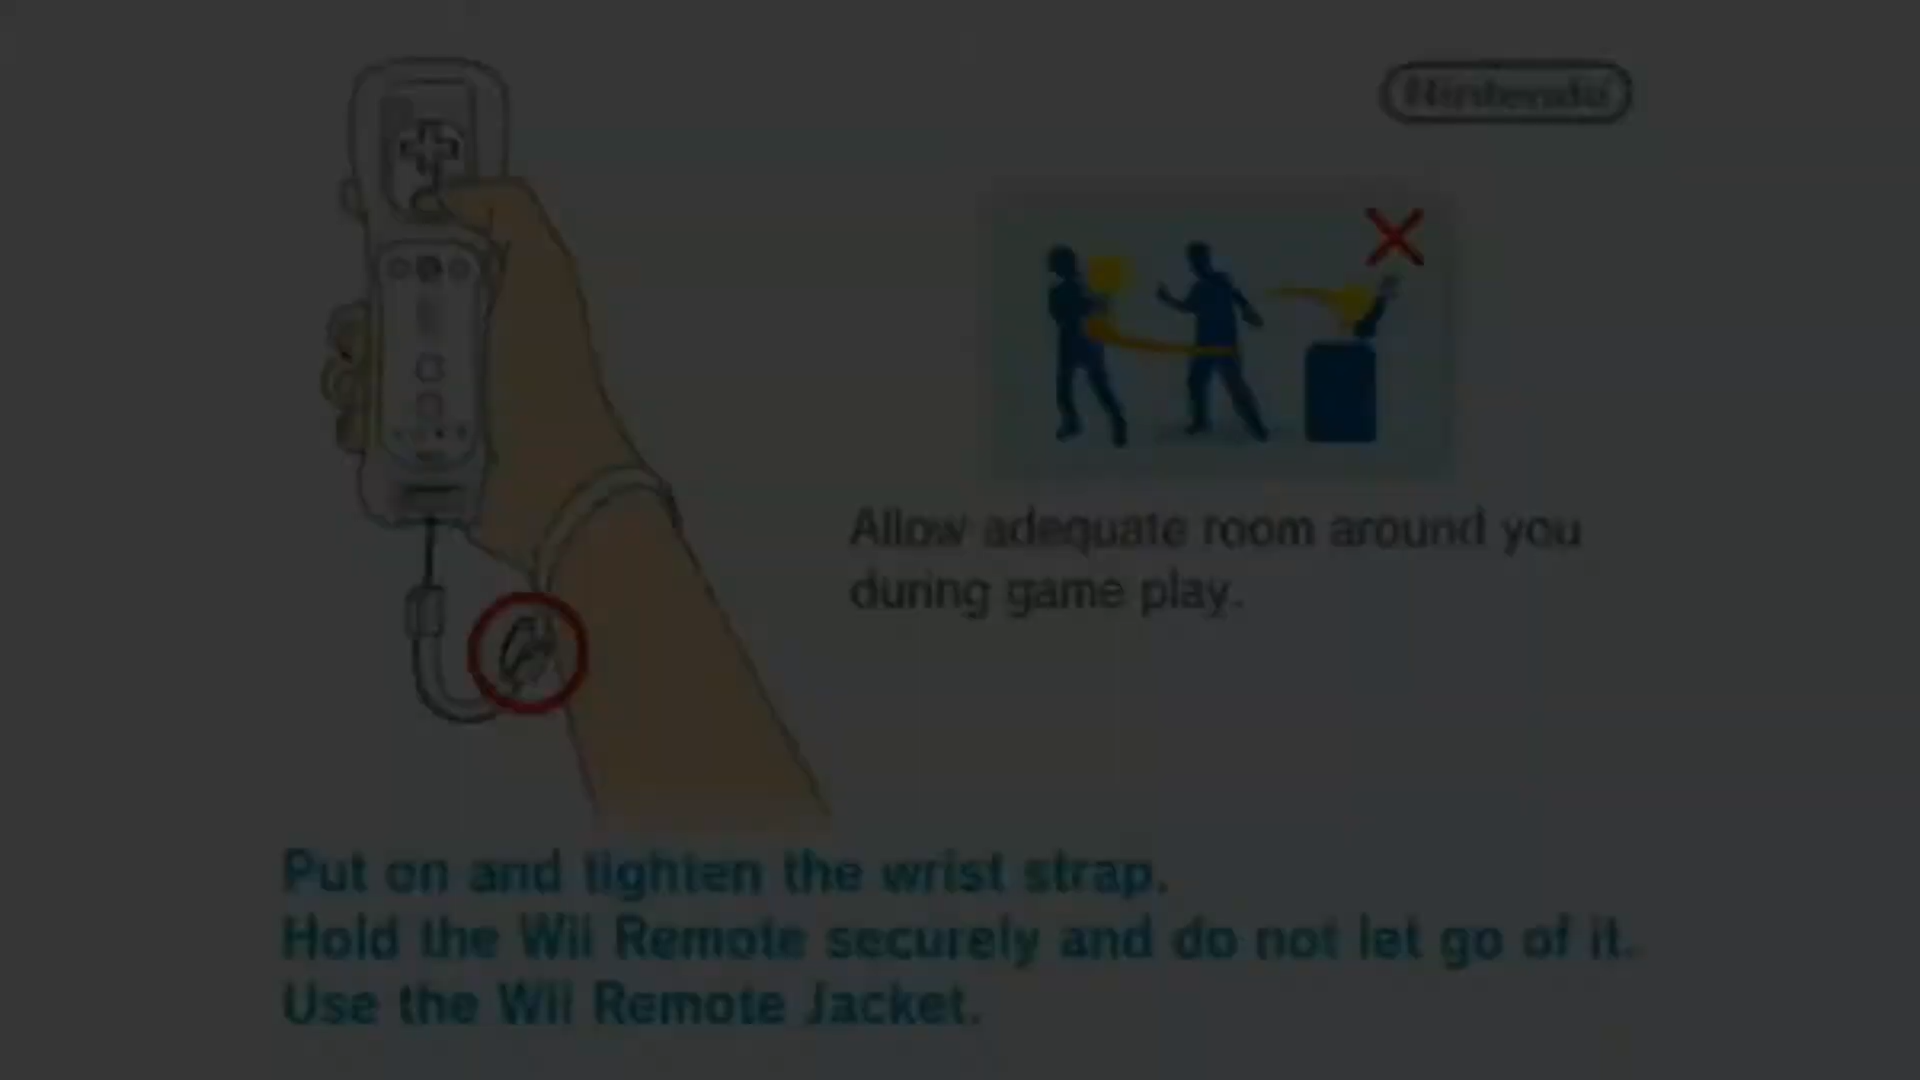 Nintendo
Allow adequate room around you
during game play.
Put on and tighten the wrist strap.
Hold the Wii Remote securely and do not let go of it.
Use the Wii Remote Jacket.